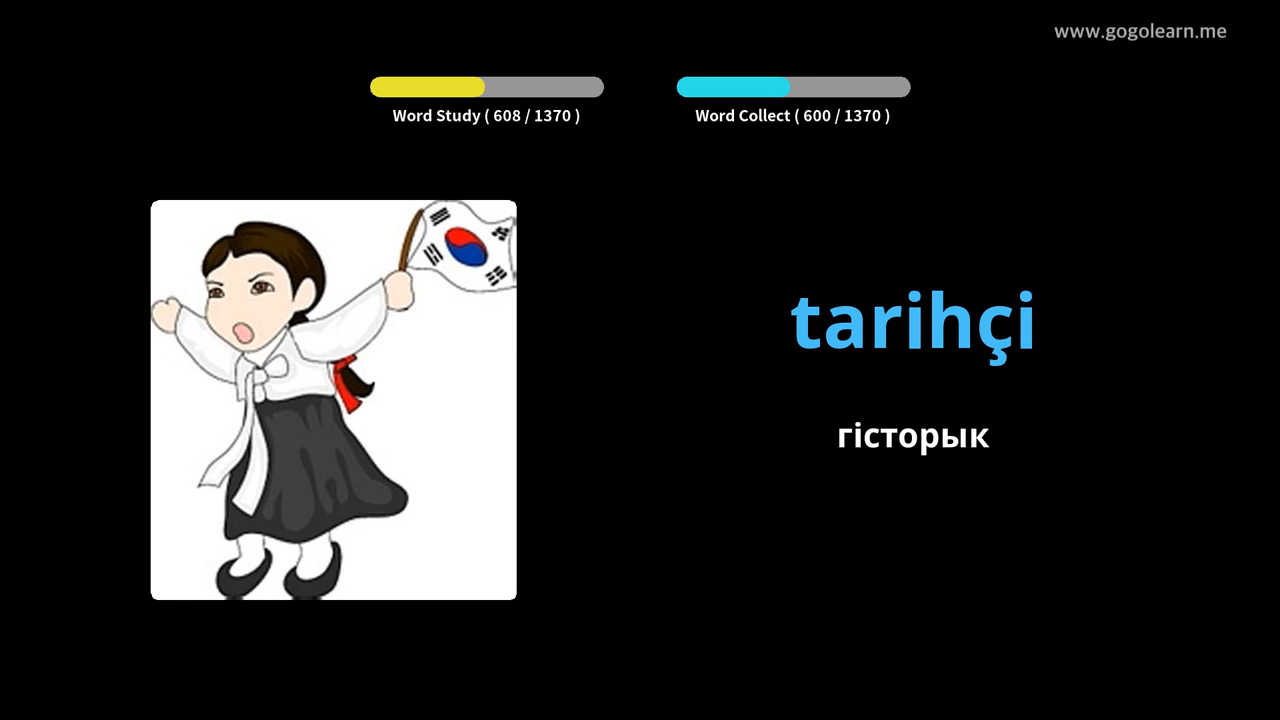 www.gogolearn.me
Word Study ( 608 / 1370 )
Word Collect ( 600 / 1370 )
tarihçi
гісторык